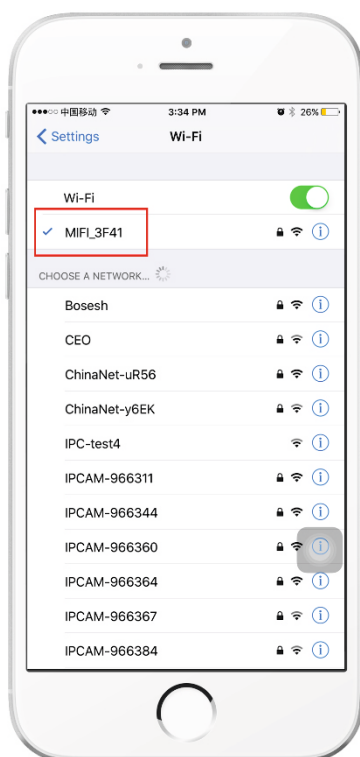 中国移动 3:34 PM 26%
Settings Wi-Fi
Wi-Fi
MIFI_3F41
CHOOSE A NETWORK...
Bosesh
CEO
ChinaNet-uR56
ChinaNet-y6EK
IPC-test4
IPCAM-966311
IPCAM-966344
IPCAM-966360
IPCAM-966364
IPCAM-966367
IPCAM-966384